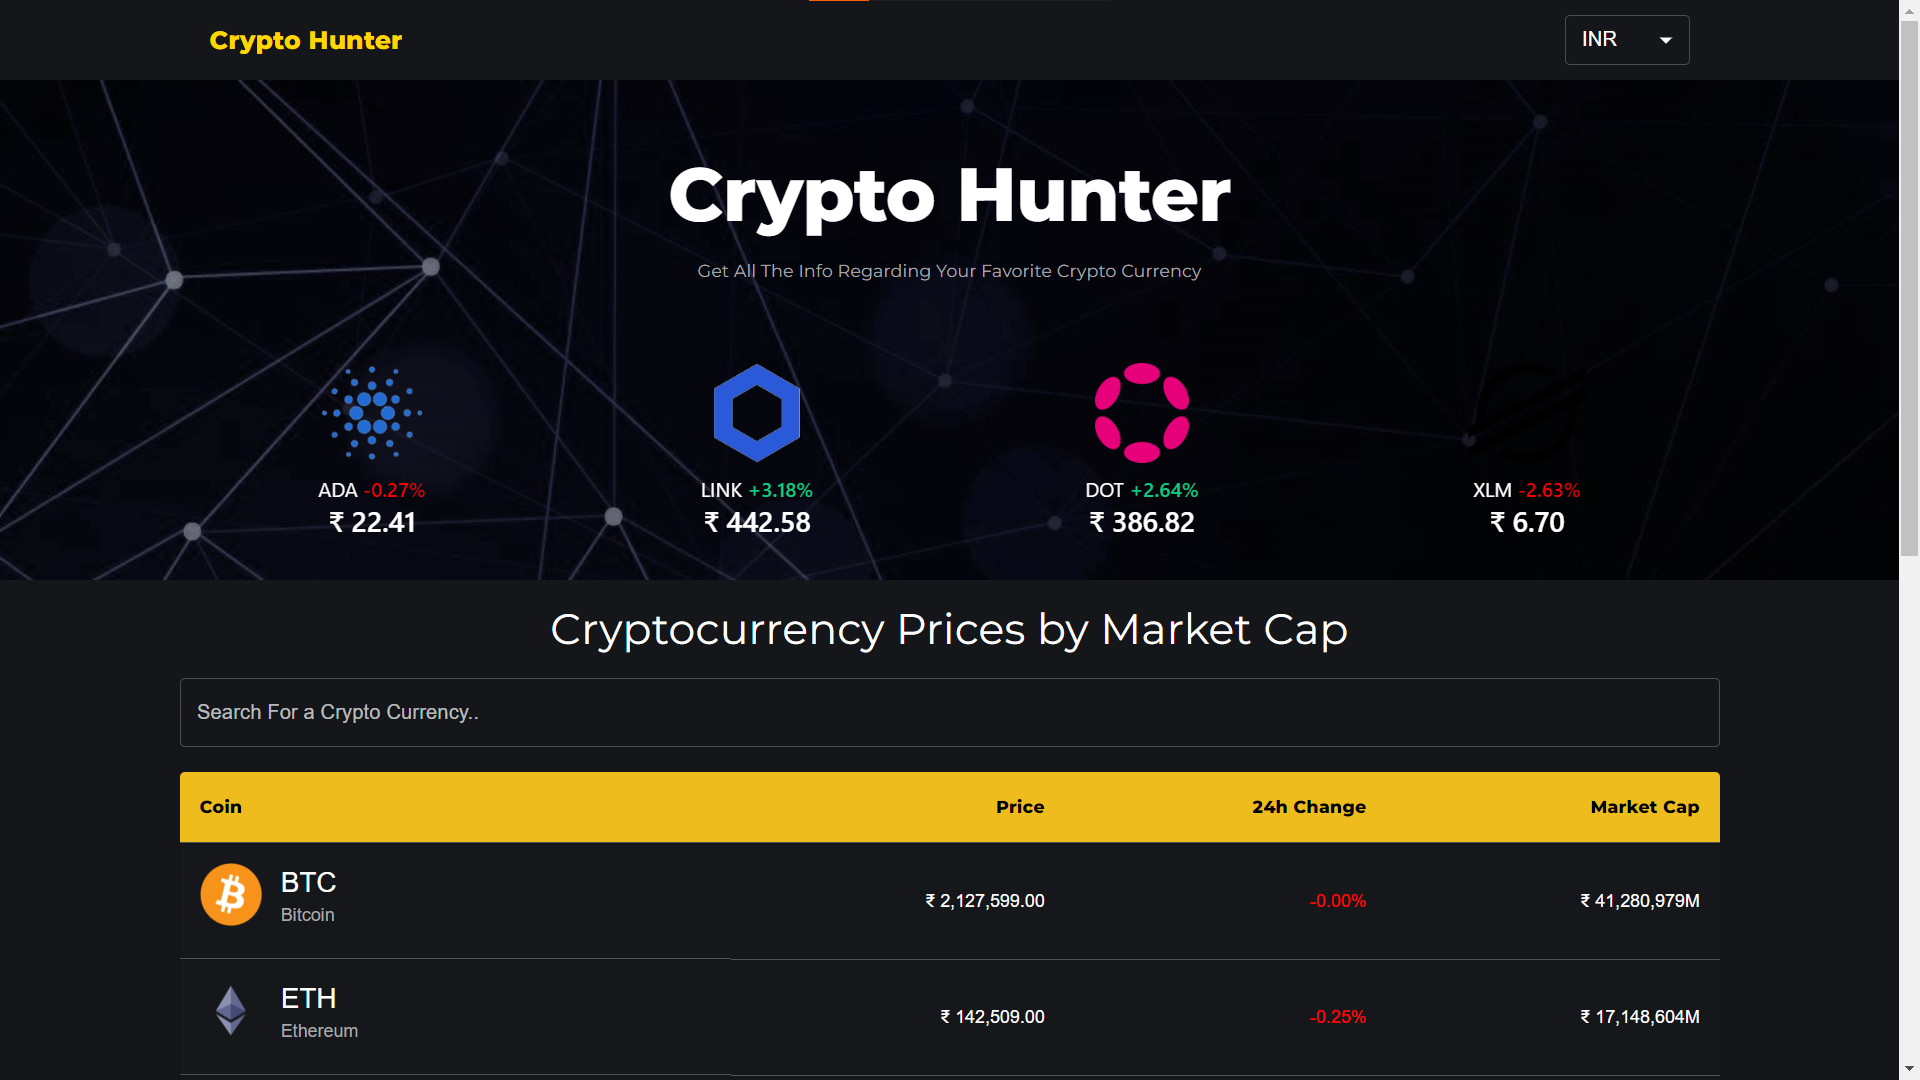 Crypto Hunter
INR
Crypto Hunter
Get All The Info Regarding Your Favorite Crypto Currency
ADA -0.27%
₹ 22.41
LINK +3.18%
₹ 442.58
DOT +2.64%
₹ 386.82
XLM -2.63%
₹ 6.70
Cryptocurrency Prices by Market Cap
Search For a Crypto Currency..
Coin Price 24h Change Market Cap
BTC
Bitcoin
₹ 2,127,599.00 -0.00% ₹ 41,280,979M
ETH
Ethereum
₹ 142,509.00 -0.25% ₹ 17,148,604M